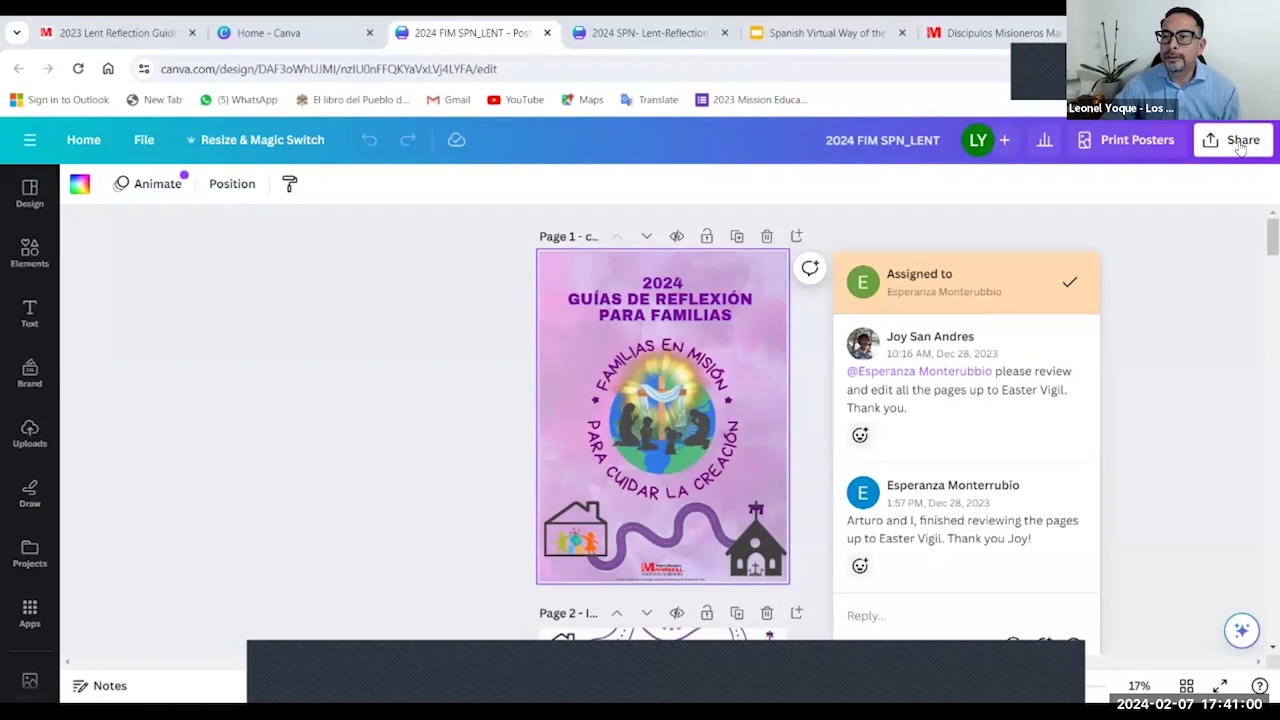 2023 Lent Reflection Guid
Home - Canva
2024 FIM SPN_LENT - Post
2024 SPN- Lent-Reflection
Spanish Virtual Way of the
Discipulos Misioneros Ma
canva.com/design/DAF3oWhUJMI/nzIU0nFFQKYaVxLVj4LYFA/edit
Sign in to Outlook
New Tab
(5) WhatsApp
El libro del Pueblo d...
Gmail
YouTube
Maps
Translate
2023 Mission Educa...
Leonel Yoque - Los ...
Home
File
Resize & Magic Switch
2024 FIM SPN_LENT
LY
Print Posters
Share
Animate
Position
Design
Elements
Text
Brand
Uploads
Draw
Projects
Apps
Page 1 - c...
2024
GUÍAS DE REFLEXIÓN
PARA FAMILIAS
FAMILIAS EN MISIÓN
PARA CUIDAR LA CREACIÓN
E
Assigned to
Esperanza Monterubbio
Joy San Andres
10:16 AM, Dec 28, 2023
@Esperanza Monterubbio please review
and edit all the pages up to Easter Vigil.
Thank you.
E
Esperanza Monterrubio
1:57 PM, Dec 28, 2023
Arturo and I, finished reviewing the pages
up to Easter Vigil. Thank you Joy!
Reply...
Page 2 - I...
Notes
17%
2024-02-07 17:41:00